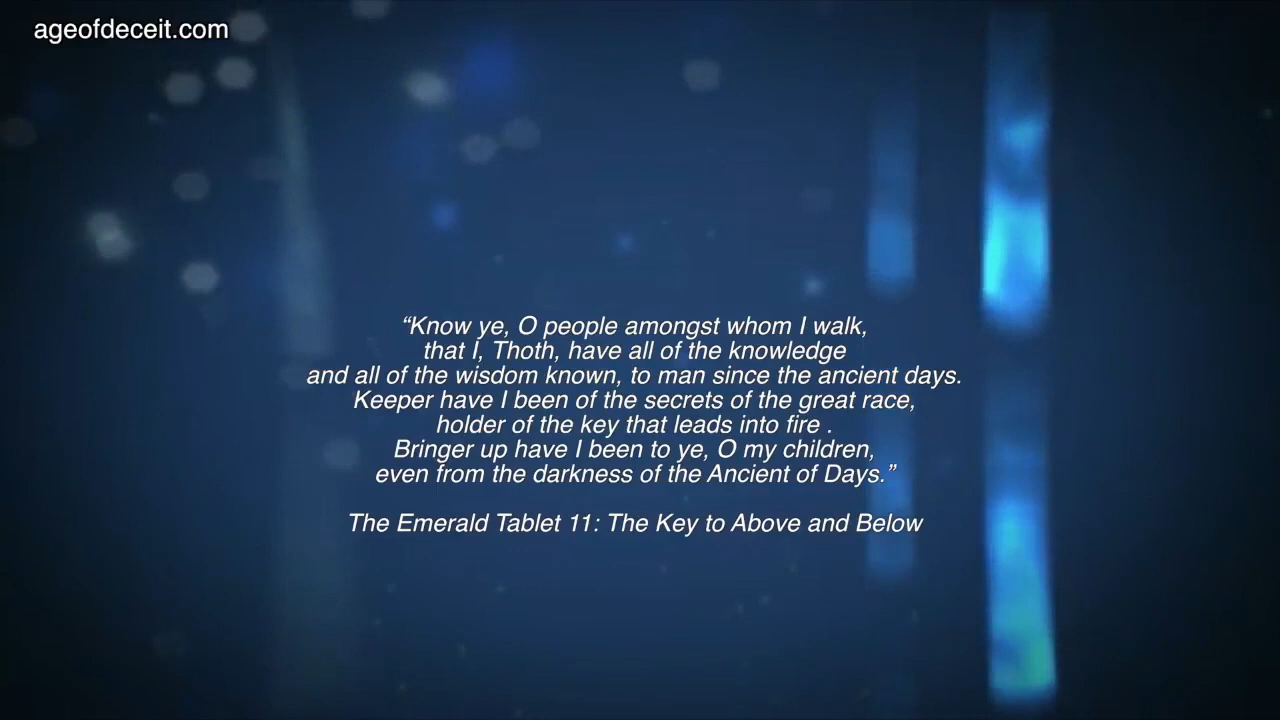 ageofdeceit.com
“Know ye, O people amongst whom I walk,
that I, Thoth, have all of the knowledge
and all of the wisdom known, to man since the ancient days.
Keeper have I been of the secrets of the great race,
holder of the key that leads into fire .
Bringer up have I been to ye, O my children,
even from the darkness of the Ancient of Days.”
The Emerald Tablet 11: The Key to Above and Below